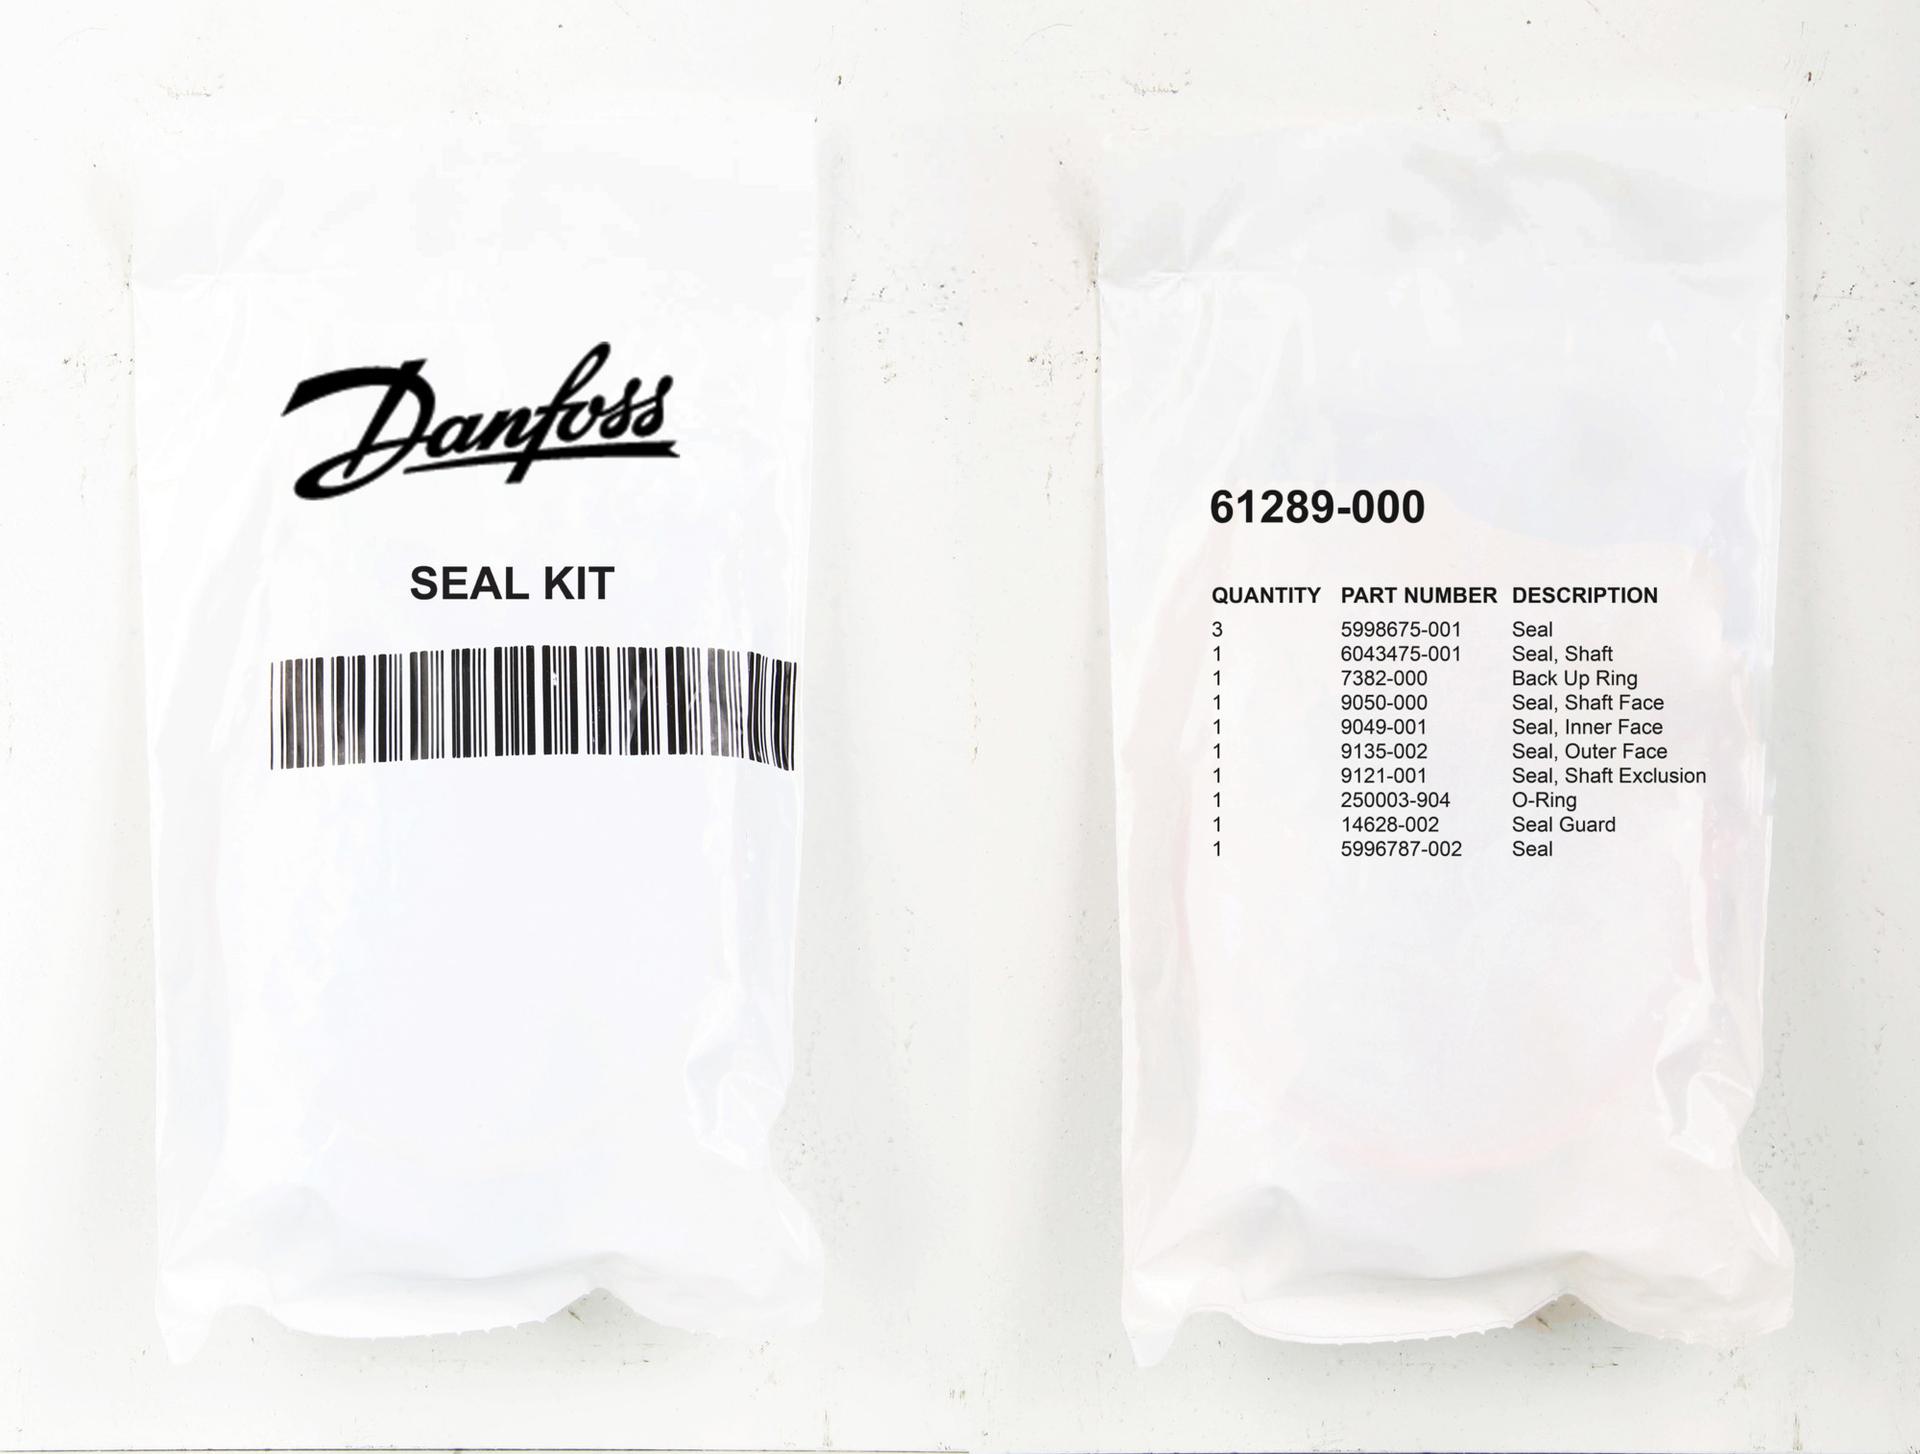 Danfoss
SEAL KIT
61289-000
QUANTITY PART NUMBER DESCRIPTION
3 5998675-001 Seal
1 6043475-001 Seal, Shaft
1 7382-000 Back Up Ring
1 9050-000 Seal, Shaft Face
1 9049-001 Seal, Inner Face
1 9135-002 Seal, Outer Face
1 9121-001 Seal, Shaft Exclusion
1 250003-904 O-Ring
1 14628-002 Seal Guard
1 5996787-002 Seal